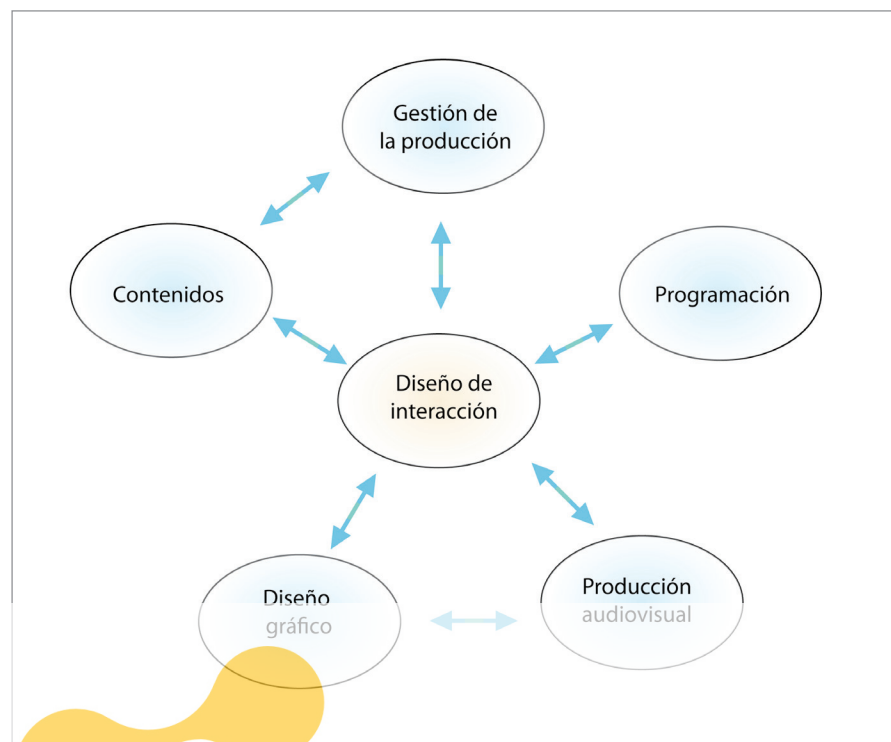 Gestión de
la producción
Contenidos
Programación
Diseño de
interacción
Diseño
gráfico
Producción
audiovisual